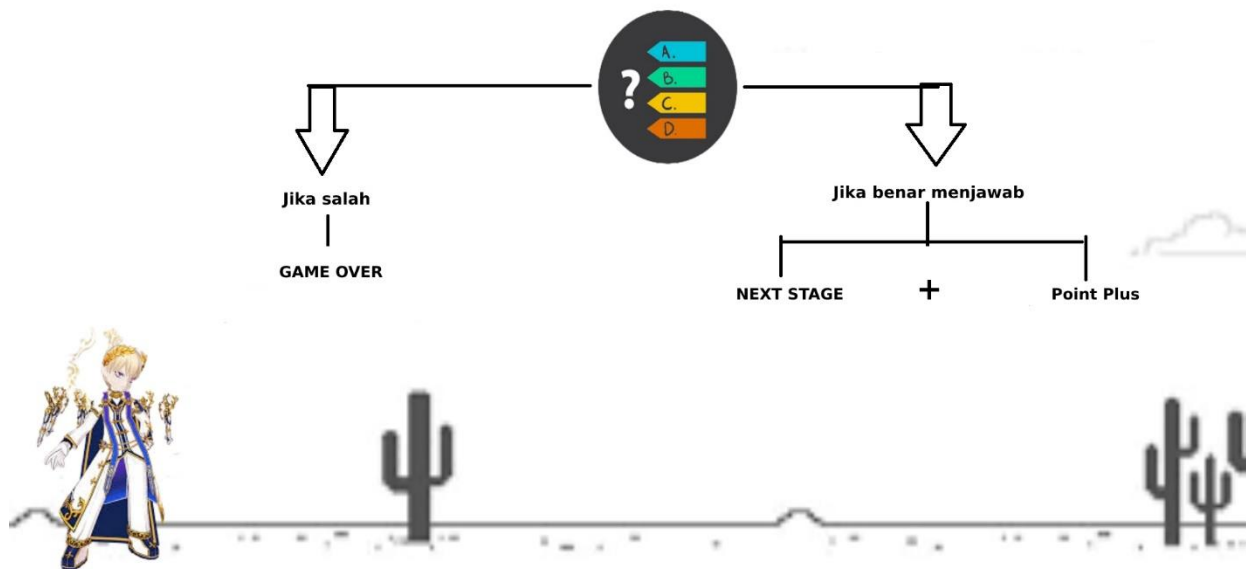 ?
A.
B.
C.
D.
Jika salah
GAME OVER
Jika benar menjawab
NEXT STAGE + Point Plus